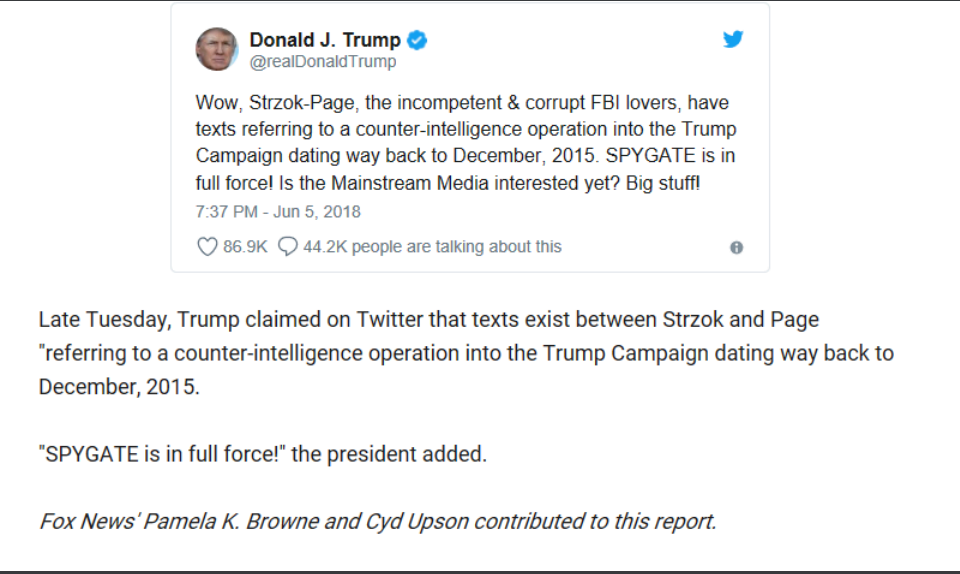 Donald J. Trump
@realDonaldTrump
Wow, Strzok-Page, the incompetent & corrupt FBI lovers, have
texts referring to a counter-intelligence operation into the Trump
Campaign dating way back to December, 2015. SPYGATE is in
full force! Is the Mainstream Media interested yet? Big stuff!
7:37 PM - Jun 5, 2018
86.9K 44.2K people are talking about this
Late Tuesday, Trump claimed on Twitter that texts exist between Strzok and Page
"referring to a counter-intelligence operation into the Trump Campaign dating way back to
December, 2015.
"SPYGATE is in full force!" the president added.
Fox News' Pamela K. Browne and Cyd Upson contributed to this report.